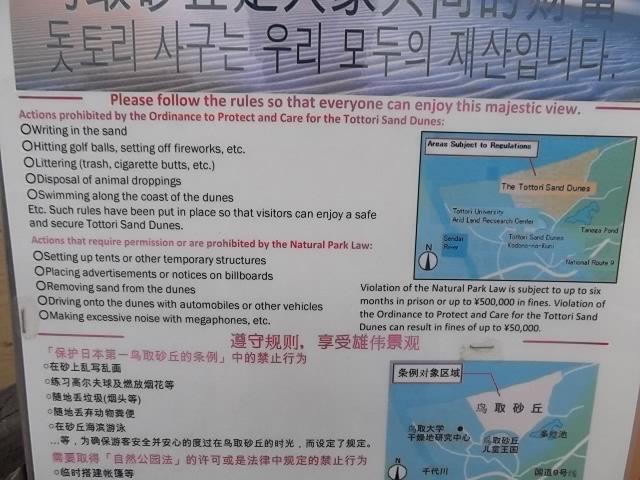 鸟取砂丘是大家共同的财富
돗토리 사구는 우리 모두의 재산입니다.
Please follow the rules so that everyone can enjoy this majestic view.
Actions prohibited by the Ordinance to Protect and Care for the Tottori Sand Dunes:
○Writing in the sand
○Hitting golf balls, setting off fireworks, etc.
○Littering (trash, cigarette butts, etc.)
○Disposal of animal droppings
○Swimming along the coast of the dunes
Etc. Such rules have been put in place so that visitors can enjoy a safe
and secure Tottori Sand Dunes.
Actions that require permission or are prohibited by the Natural Park Law:
○Setting up tents or other temporary structures
○Placing advertisements or notices on billboards
○Removing sand from the dunes
○Driving onto the dunes with automobiles or other vehicles
○Making excessive noise with megaphones, etc.
Areas Subject to Regulations
The Tottori Sand Dunes
Tottori University
Arid Land Recsearch Center
Tanega Pond
Sendai
River
Tottori Sand Dunes
Kodomo-no-Kuni
N
National Route 9
Violation of the Natural Park Law is subject to up to six
months in prison or up to ¥500,000 in fines. Violation of
the Ordinance to Protect and Care for the Tottori Sand
Dunes can result in fines of up to ¥50,000.
遵守规则，享受雄伟景观
「保护日本第一鸟取砂丘的条例」中的禁止行为
○在砂上乱写乱画
○练习高尔夫球及燃放烟花等
○随地丢垃圾(烟头等)
○随地丢弃动物粪便
○在砂丘海滨游泳
…等，为确保游客安全并安心的度过在鸟取砂丘的时光，而设定了规定。
需要取得「自然公园法」的许可或是法律中规定的禁止行为
○临时搭建帐篷等
条例对象区域
鸟取砂丘
鸟取大学
干燥地研究中心
鸟取砂丘
儿童王国
多鲶池
N
千代川
国道9号线